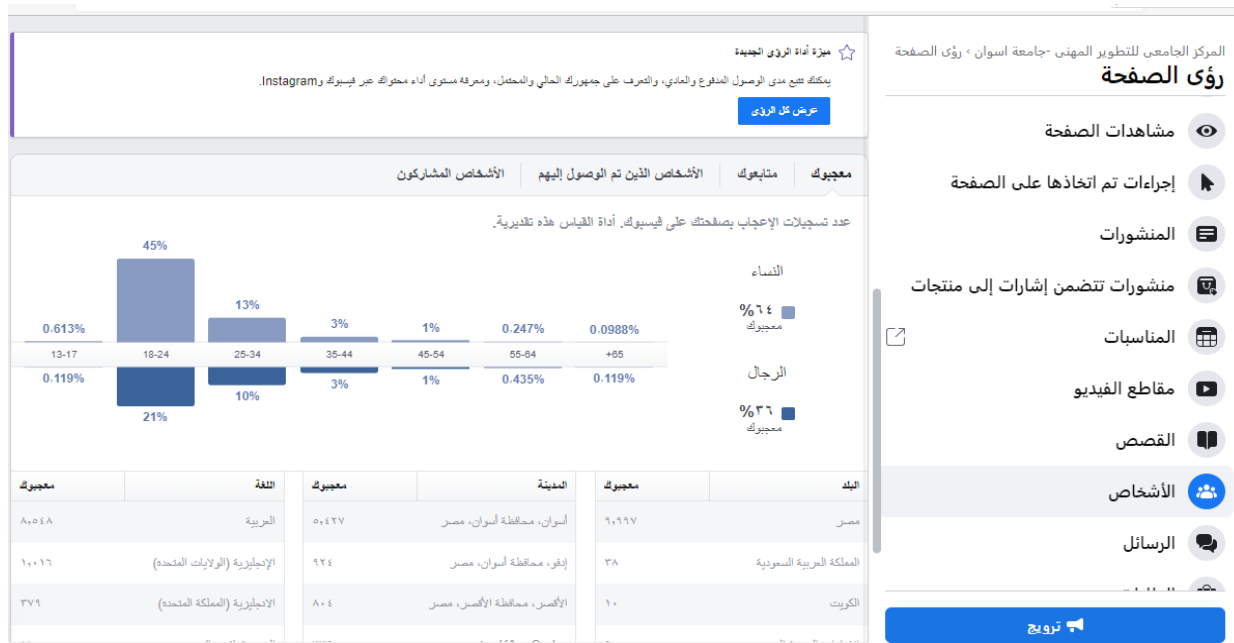 المركز الجامعى للتطوير المهنى -جامعة اسوان › رؤى الصفحة
رؤى الصفحة
مشاهدات الصفحة
إجراءات تم اتخاذها على الصفحة
المنشورات
منشورات تتضمن إشارات إلى منتجات
المناسبات
مقاطع الفيديو
القصص
الأشخاص
الرسائل
ترويج
ميزة أداة الرؤى الجديدة
يمكنك تتبع مدى الوصول المدفوع والعادي، والتعرف على جمهورك الحالي والمحتمل، ومعرفة مستوى أداء محتواك عبر فيسبوك وInstagram.
عرض كل الرؤى
معجبوك متابعوك الأشخاص الذين تم الوصول إليهم الأشخاص المشاركون
عدد تسجيلات الإعجاب بصفحتك على فيسبوك. أداة القياس هذه تقديرية.
النساء
%٦٤
معجبوك
0.613% 45% 13% 3% 1% 0.247% 0.0988%
13-17 18-24 25-34 35-44 45-54 55-64 +65
0.119% 21% 10% 3% 1% 0.435% 0.119%
الرجال
%٣٦
معجبوك
البلد معجبوك المدينة معجبوك اللغة معجبوك
مصر ٩,٩٩٧ أسوان، محافظة أسوان، مصر ٥,٤٢٧ العربية ٨,٠٥٤
المملكة العربية السعودية ٣٨ إدفو، محافظة أسوان، مصر ٩٢٤ الإنجليزية (الولايات المتحدة) ١,٠١٦
الكويت ١٠ الأقصر، محافظة الأقصر، مصر ٨٠٤ الانجليزية (المملكة المتحدة) ٣٧٩